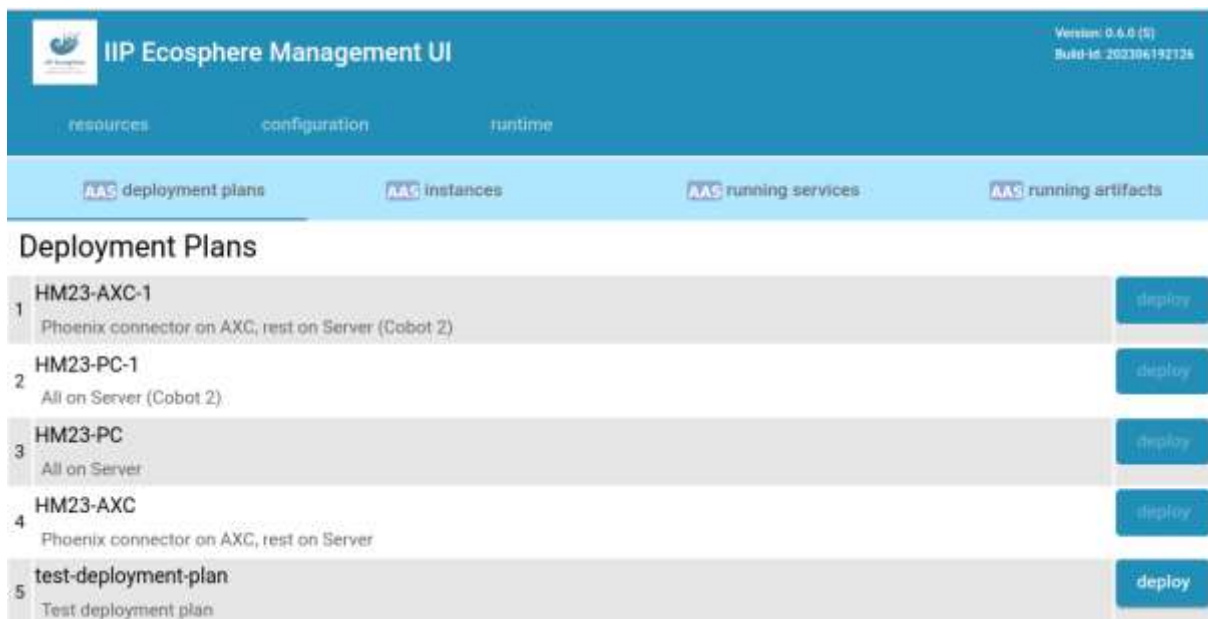 IIP Ecosphere Management UI
Version: 0.6.0 (S)
Build-Id: 202306192126
resources configuration runtime
AAS deployment plans AAS instances AAS running services AAS running artifacts
Deployment Plans
1 HM23-AXC-1 deploy
Phoenix connector on AXC, rest on Server (Cobot 2)
2 HM23-PC-1 deploy
All on Server (Cobot 2)
3 HM23-PC deploy
All on Server
4 HM23-AXC deploy
Phoenix connector on AXC, rest on Server
5 test-deployment-plan deploy
Test deployment plan